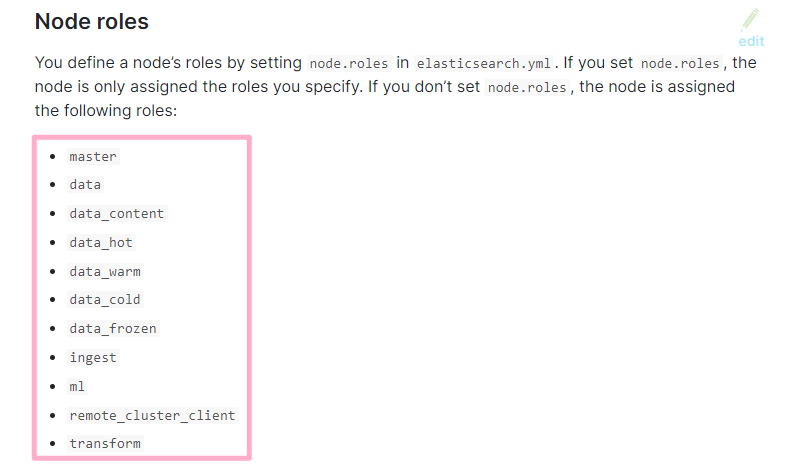 Node roles
edit
You define a node’s roles by setting node.roles in elasticsearch.yml. If you set node.roles, the
node is only assigned the roles you specify. If you don’t set node.roles, the node is assigned
the following roles:
• master
• data
• data_content
• data_hot
• data_warm
• data_cold
• data_frozen
• ingest
• ml
• remote_cluster_client
• transform